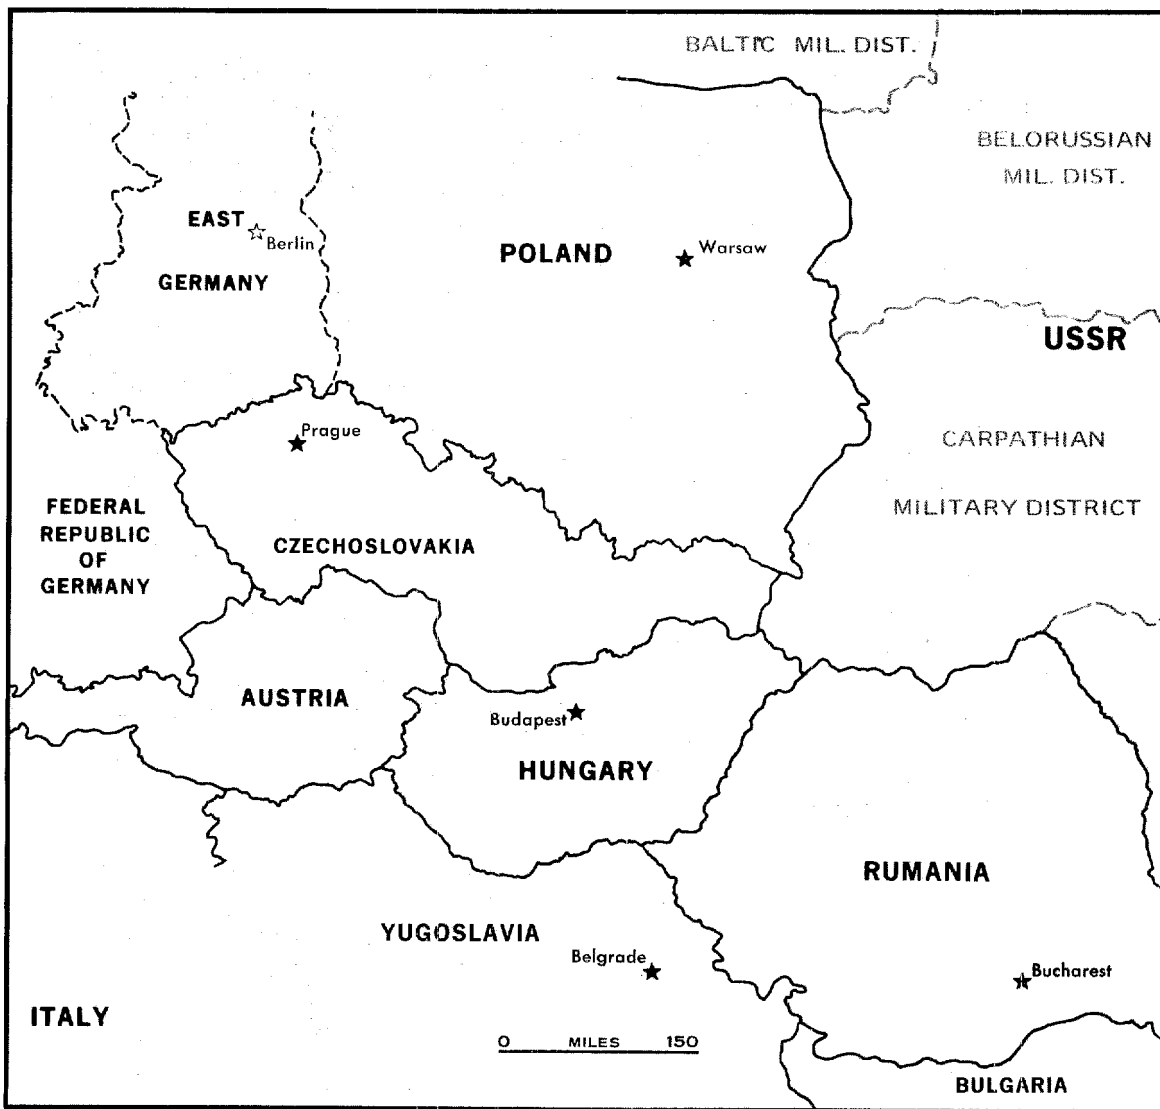 BALTIC MIL. DIST.
BELORUSSIAN
MIL. DIST.
EAST
Berlin
GERMANY
POLAND
Warsaw
USSR
Prague
CARPATHIAN
MILITARY DISTRICT
FEDERAL
REPUBLIC
OF
GERMANY
CZECHOSLOVAKIA
AUSTRIA
Budapest
HUNGARY
RUMANIA
YUGOSLAVIA
Belgrade
Bucharest
ITALY
0 MILES 150
BULGARIA